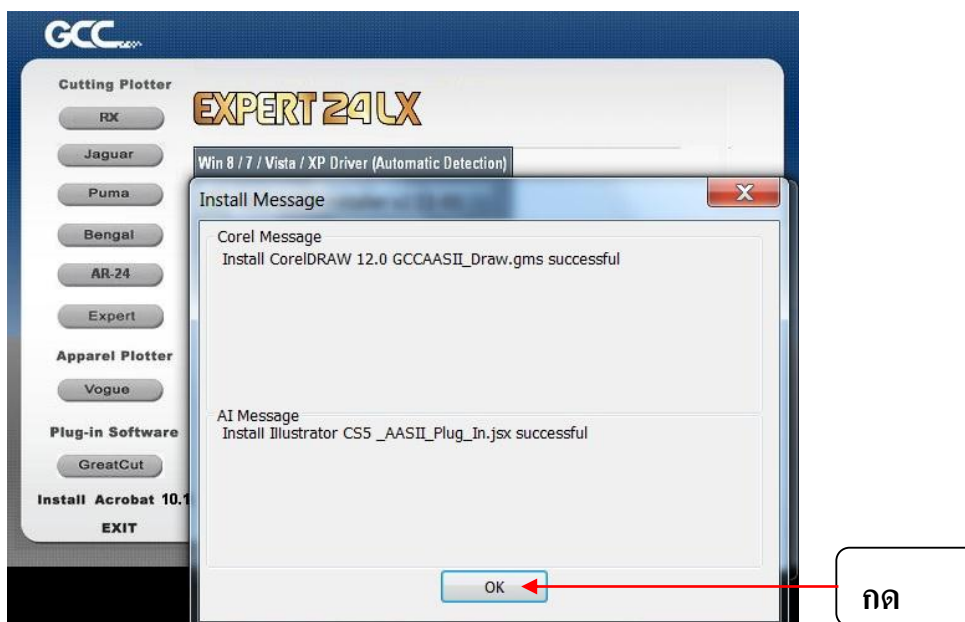 GCC
Cutting Plotter
RX
Jaguar
Puma
Bengal
AR-24
Expert
Apparel Plotter
Vogue
Plug-in Software
GreatCut
Install Acrobat 10.1
EXIT
EXPERT 24 LX
Win 8 / 7 / Vista / XP Driver (Automatic Detection)
Install Message
X
Corel Message
Install CorelDRAW 12.0 GCCAASII_Draw.gms successful
AI Message
Install Illustrator CS5 _AASII_Plug_In.jsx successful
OK
กด